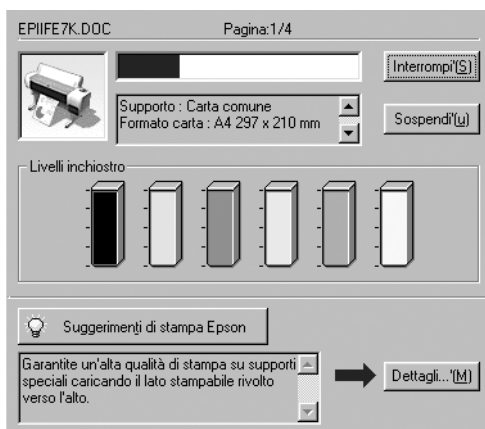 EPIIFE7K.DOC Pagina:1/4
Interrompi'(S)
Supporto : Carta comune
Formato carta : A4 297 x 210 mm
Sospendi'(u)
Livelli inchiostro
Suggerimenti di stampa Epson
Garantite un'alta qualità di stampa su supporti
speciali caricando il lato stampabile rivolto
verso l'alto.
Dettagli...'(M)